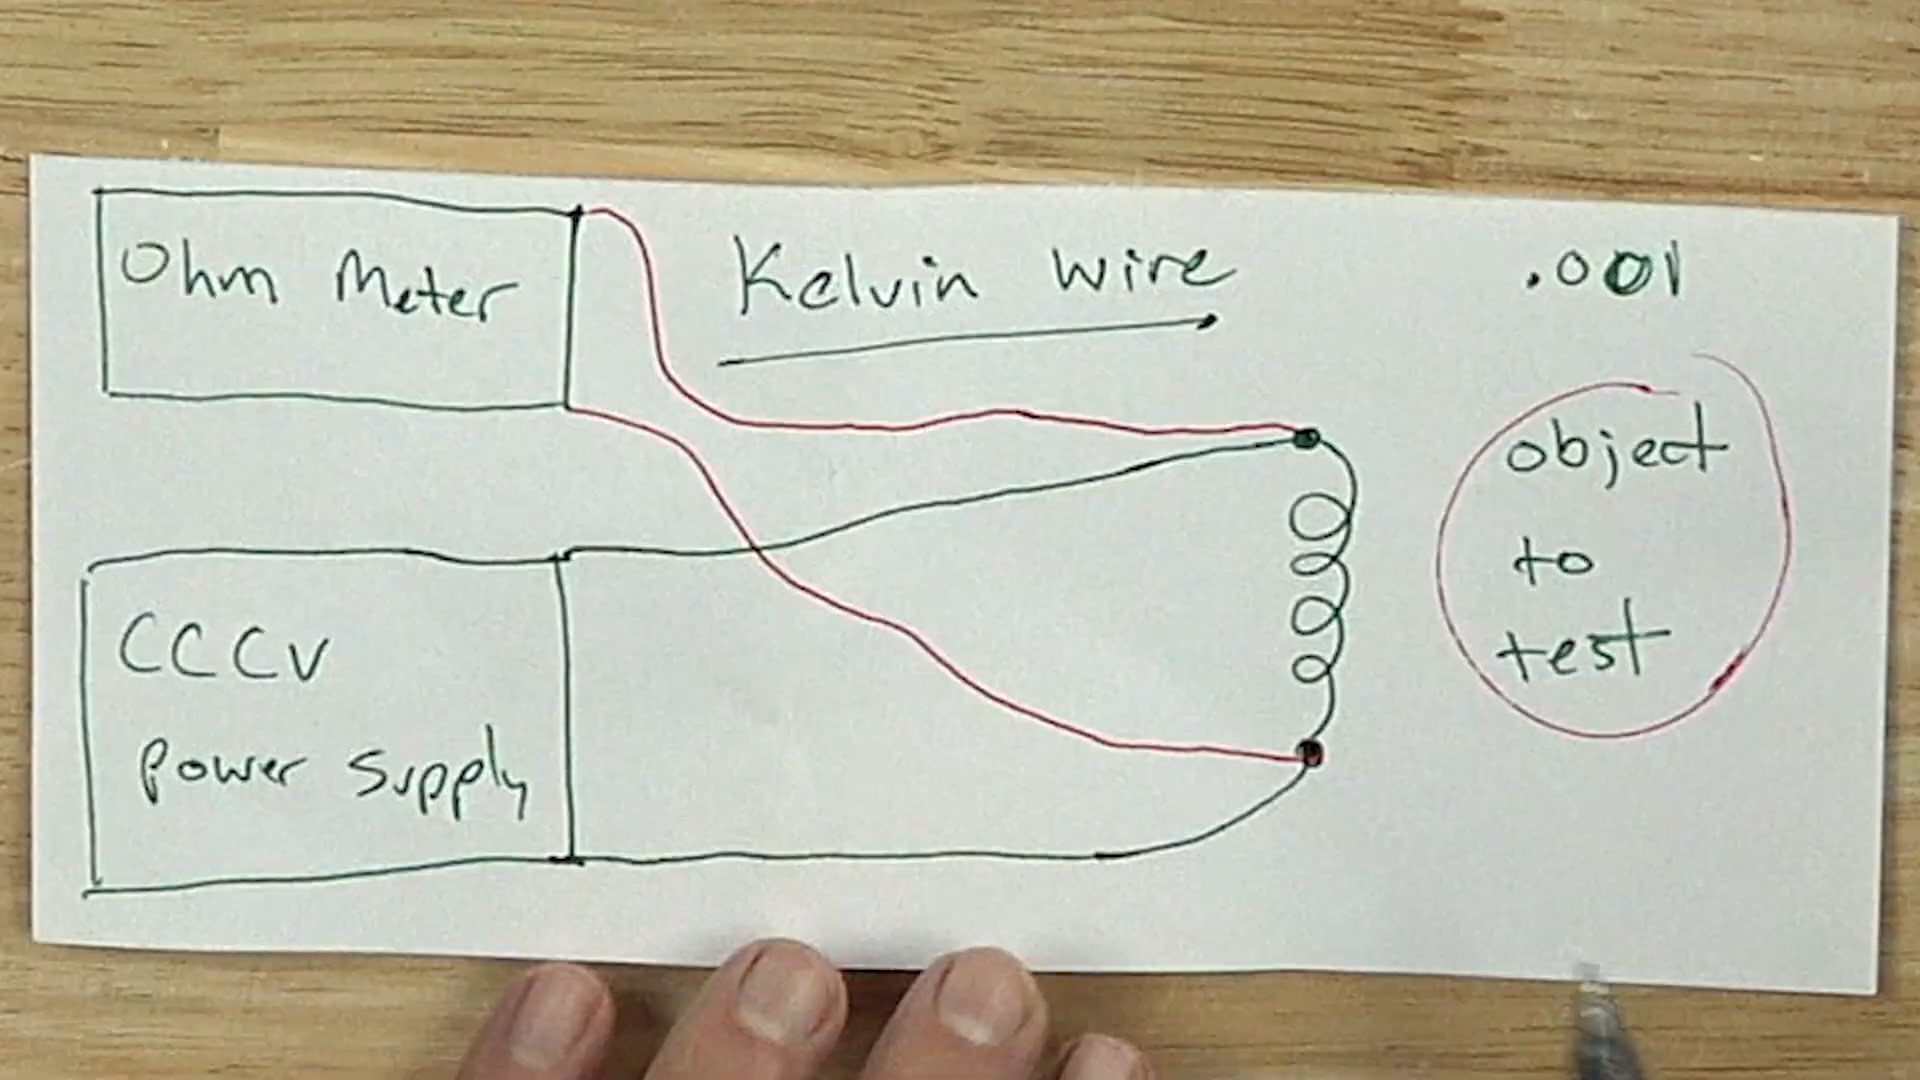 Ohm Meter
Kelvin wire
.001
object
to
test
CCCV
power supply